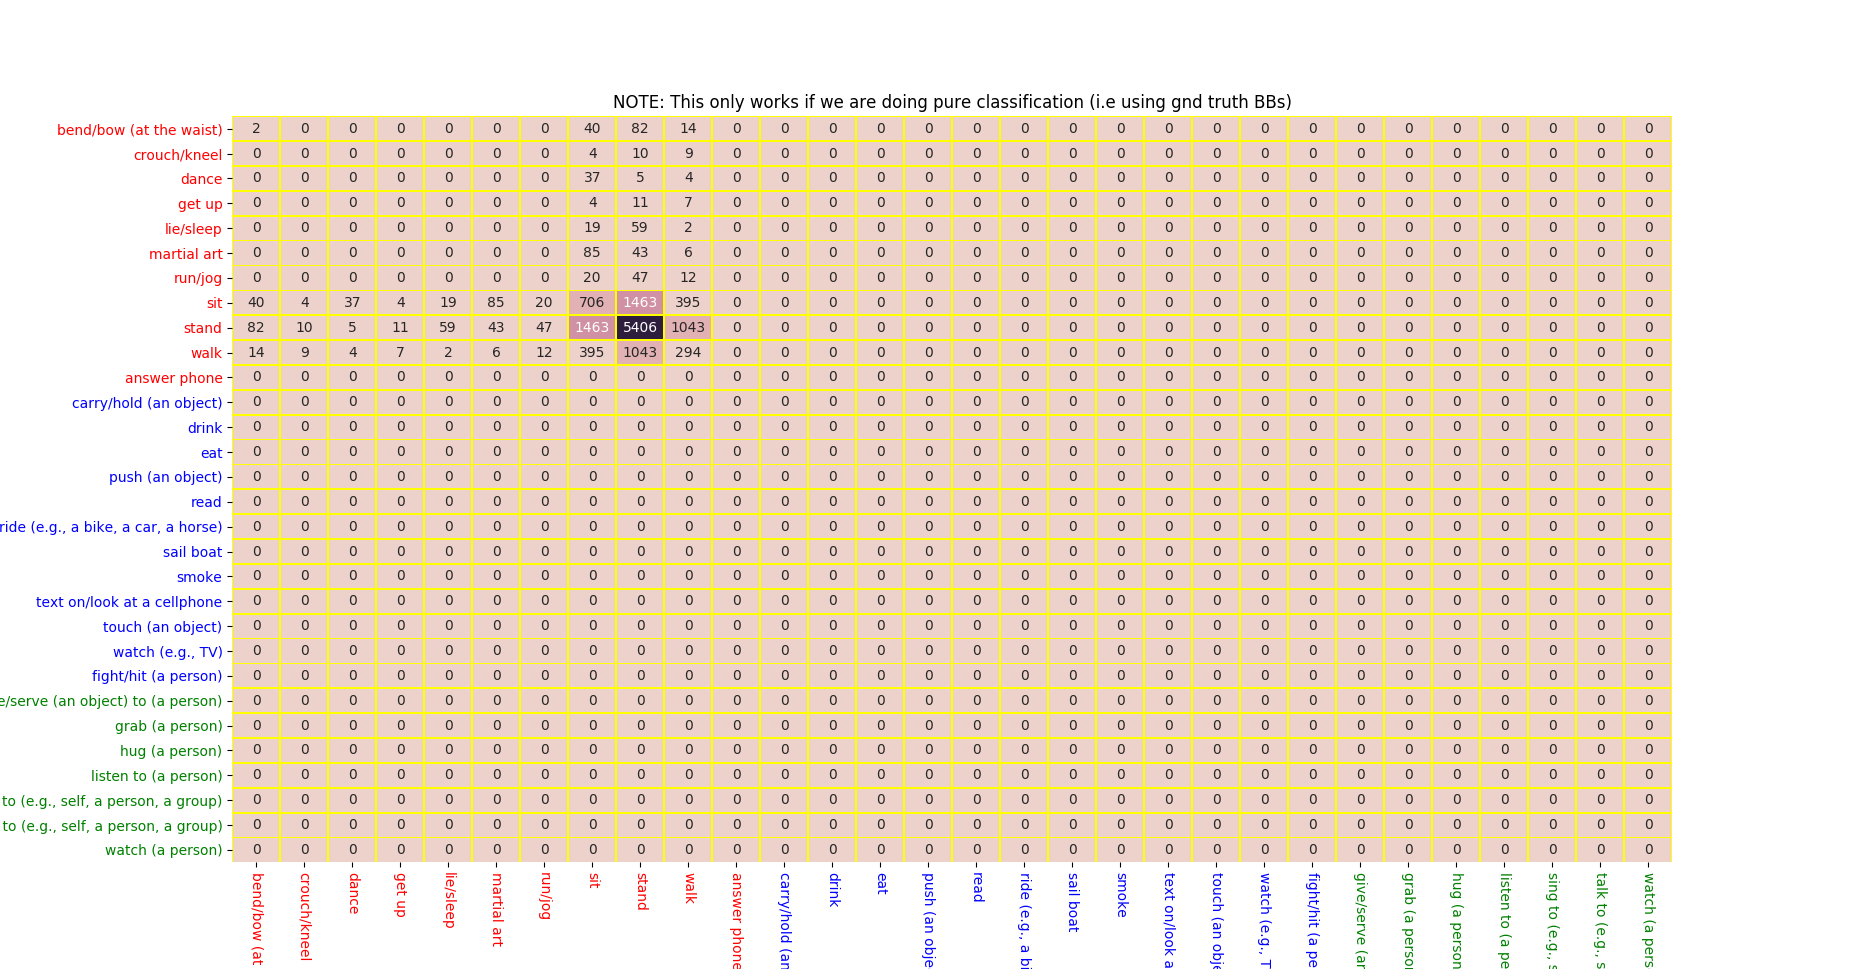 NOTE: This only works if we are doing pure classification (i.e using gnd truth BBs)
bend/bow (at the waist) 2 0 0 0 0 0 0 40 82 14 0 0 0 0 0 0 0 0 0 0 0 0 0 0 0 0 0 0 0 0
crouch/kneel 0 0 0 0 0 0 0 4 10 9 0 0 0 0 0 0 0 0 0 0 0 0 0 0 0 0 0 0 0 0
dance 0 0 0 0 0 0 0 37 5 4 0 0 0 0 0 0 0 0 0 0 0 0 0 0 0 0 0 0 0 0
get up 0 0 0 0 0 0 0 4 11 7 0 0 0 0 0 0 0 0 0 0 0 0 0 0 0 0 0 0 0 0
lie/sleep 0 0 0 0 0 0 0 19 59 2 0 0 0 0 0 0 0 0 0 0 0 0 0 0 0 0 0 0 0 0
martial art 0 0 0 0 0 0 0 85 43 6 0 0 0 0 0 0 0 0 0 0 0 0 0 0 0 0 0 0 0 0
run/jog 0 0 0 0 0 0 0 20 47 12 0 0 0 0 0 0 0 0 0 0 0 0 0 0 0 0 0 0 0 0
sit 40 4 37 4 19 85 20 706 1463 395 0 0 0 0 0 0 0 0 0 0 0 0 0 0 0 0 0 0 0 0
stand 82 10 5 11 59 43 47 1463 5406 1043 0 0 0 0 0 0 0 0 0 0 0 0 0 0 0 0 0 0 0 0
walk 14 9 4 7 2 6 12 395 1043 294 0 0 0 0 0 0 0 0 0 0 0 0 0 0 0 0 0 0 0 0
answer phone 0 0 0 0 0 0 0 0 0 0 0 0 0 0 0 0 0 0 0 0 0 0 0 0 0 0 0 0 0 0
carry/hold (an object) 0 0 0 0 0 0 0 0 0 0 0 0 0 0 0 0 0 0 0 0 0 0 0 0 0 0 0 0 0 0
drink 0 0 0 0 0 0 0 0 0 0 0 0 0 0 0 0 0 0 0 0 0 0 0 0 0 0 0 0 0 0
eat 0 0 0 0 0 0 0 0 0 0 0 0 0 0 0 0 0 0 0 0 0 0 0 0 0 0 0 0 0 0
push (an object) 0 0 0 0 0 0 0 0 0 0 0 0 0 0 0 0 0 0 0 0 0 0 0 0 0 0 0 0 0 0
read 0 0 0 0 0 0 0 0 0 0 0 0 0 0 0 0 0 0 0 0 0 0 0 0 0 0 0 0 0 0
ride (e.g., a bike, a car, a horse) 0 0 0 0 0 0 0 0 0 0 0 0 0 0 0 0 0 0 0 0 0 0 0 0 0 0 0 0 0 0
sail boat 0 0 0 0 0 0 0 0 0 0 0 0 0 0 0 0 0 0 0 0 0 0 0 0 0 0 0 0 0 0
smoke 0 0 0 0 0 0 0 0 0 0 0 0 0 0 0 0 0 0 0 0 0 0 0 0 0 0 0 0 0 0
text on/look at a cellphone 0 0 0 0 0 0 0 0 0 0 0 0 0 0 0 0 0 0 0 0 0 0 0 0 0 0 0 0 0 0
touch (an object) 0 0 0 0 0 0 0 0 0 0 0 0 0 0 0 0 0 0 0 0 0 0 0 0 0 0 0 0 0 0
watch (e.g., TV) 0 0 0 0 0 0 0 0 0 0 0 0 0 0 0 0 0 0 0 0 0 0 0 0 0 0 0 0 0 0
fight/hit (a person) 0 0 0 0 0 0 0 0 0 0 0 0 0 0 0 0 0 0 0 0 0 0 0 0 0 0 0 0 0 0
e/serve (an object) to (a person) 0 0 0 0 0 0 0 0 0 0 0 0 0 0 0 0 0 0 0 0 0 0 0 0 0 0 0 0 0 0
grab (a person) 0 0 0 0 0 0 0 0 0 0 0 0 0 0 0 0 0 0 0 0 0 0 0 0 0 0 0 0 0 0
hug (a person) 0 0 0 0 0 0 0 0 0 0 0 0 0 0 0 0 0 0 0 0 0 0 0 0 0 0 0 0 0 0
listen to (a person) 0 0 0 0 0 0 0 0 0 0 0 0 0 0 0 0 0 0 0 0 0 0 0 0 0 0 0 0 0 0
to (e.g., self, a person, a group) 0 0 0 0 0 0 0 0 0 0 0 0 0 0 0 0 0 0 0 0 0 0 0 0 0 0 0 0 0 0
to (e.g., self, a person, a group) 0 0 0 0 0 0 0 0 0 0 0 0 0 0 0 0 0 0 0 0 0 0 0 0 0 0 0 0 0 0
watch (a person) 0 0 0 0 0 0 0 0 0 0 0 0 0 0 0 0 0 0 0 0 0 0 0 0 0 0 0 0 0 0
bend/bow (at
crouch/kneel
dance
get up
lie/sleep
martial art
run/jog
sit
stand
walk
answer phone
carry/hold (an
drink
eat
push (an obje
read
ride (e.g., a bi
sail boat
smoke
text on/look a
touch (an obje
watch (e.g., T
fight/hit (a pe
give/serve (an
grab (a person
hug (a person
listen to (a pe
sing to (e.g., s
talk to (e.g., s
watch (a pers